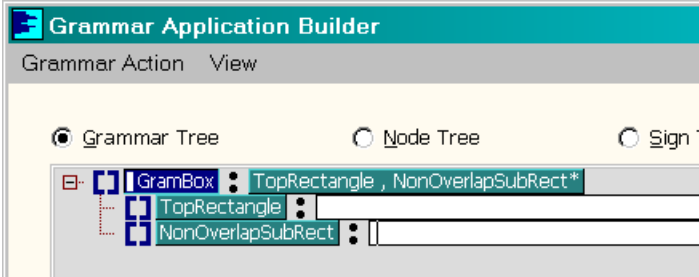 Grammar Application Builder
Grammar Action View
Grammar Tree Node Tree Sign
GramBox : TopRectangle , NonOverlapSubRect*
TopRectangle :
NonOverlapSubRect :